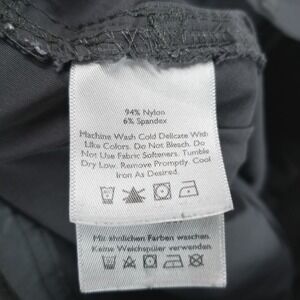 94% Nylon
6% Spandex
Machine Wash Cold Delicate With
Like Colors. Do Not Bleach. Do
Not Use Fabric Softeners. Tumble
Dry Low. Remove Promptly. Cool
Iron As Desired.
Mit ähnlichen Farben waschen.
Keine Weichspüler verwenden.